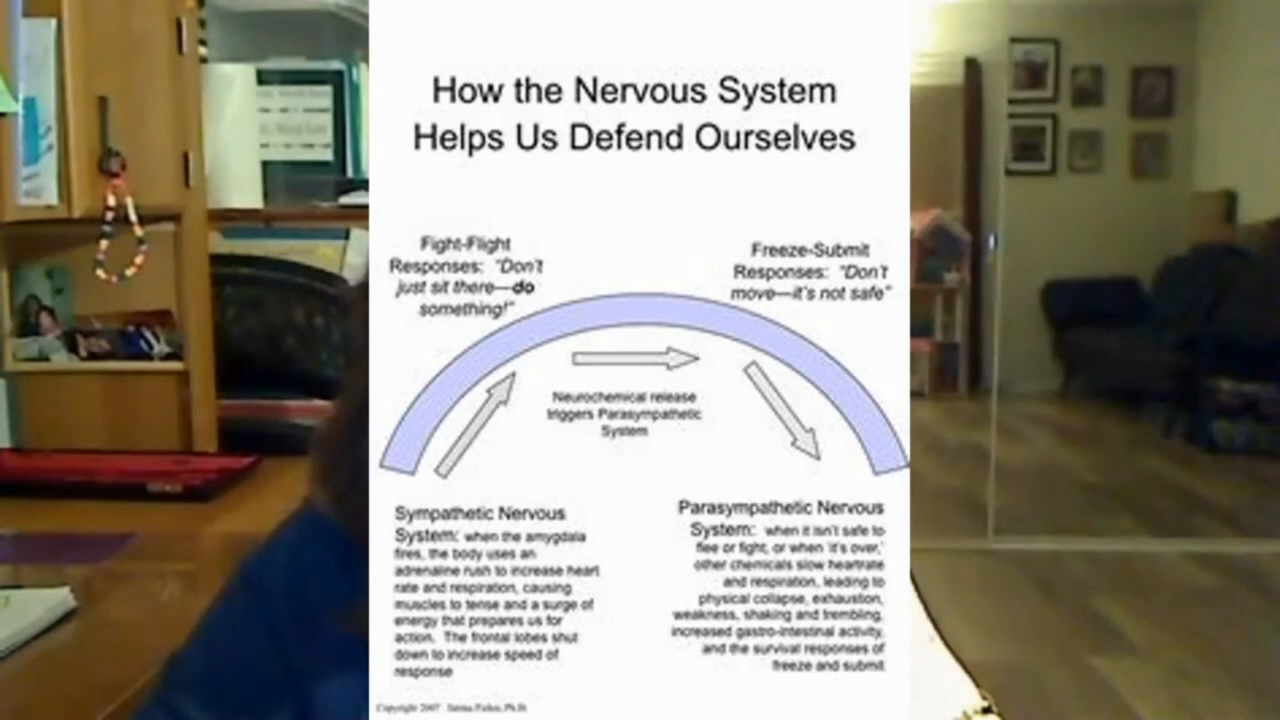 How the Nervous System
Helps Us Defend Ourselves
Fight-Flight
Responses: "Don't
just sit there—do
something!"
Freeze-Submit
Responses: "Don't
move—it's not safe"
Neurochemical release
triggers Parasympathetic
System
Sympathetic Nervous
System: when the amygdala
fires, the body uses an
adrenaline rush to increase heart
rate and respiration, causing
muscles to tense and a surge of
energy that prepares us for
action. The frontal lobes shut
down to increase speed of
response
Parasympathetic Nervous
System: when it isn't safe to
flee or fight, or when 'it's over,'
other chemicals slow heartrate
and respiration, leading to
physical collapse, exhaustion,
weakness, shaking and trembling,
increased gastro-intestinal activity,
and the survival responses of
freeze and submit
Copyright 2007 Ph.D.